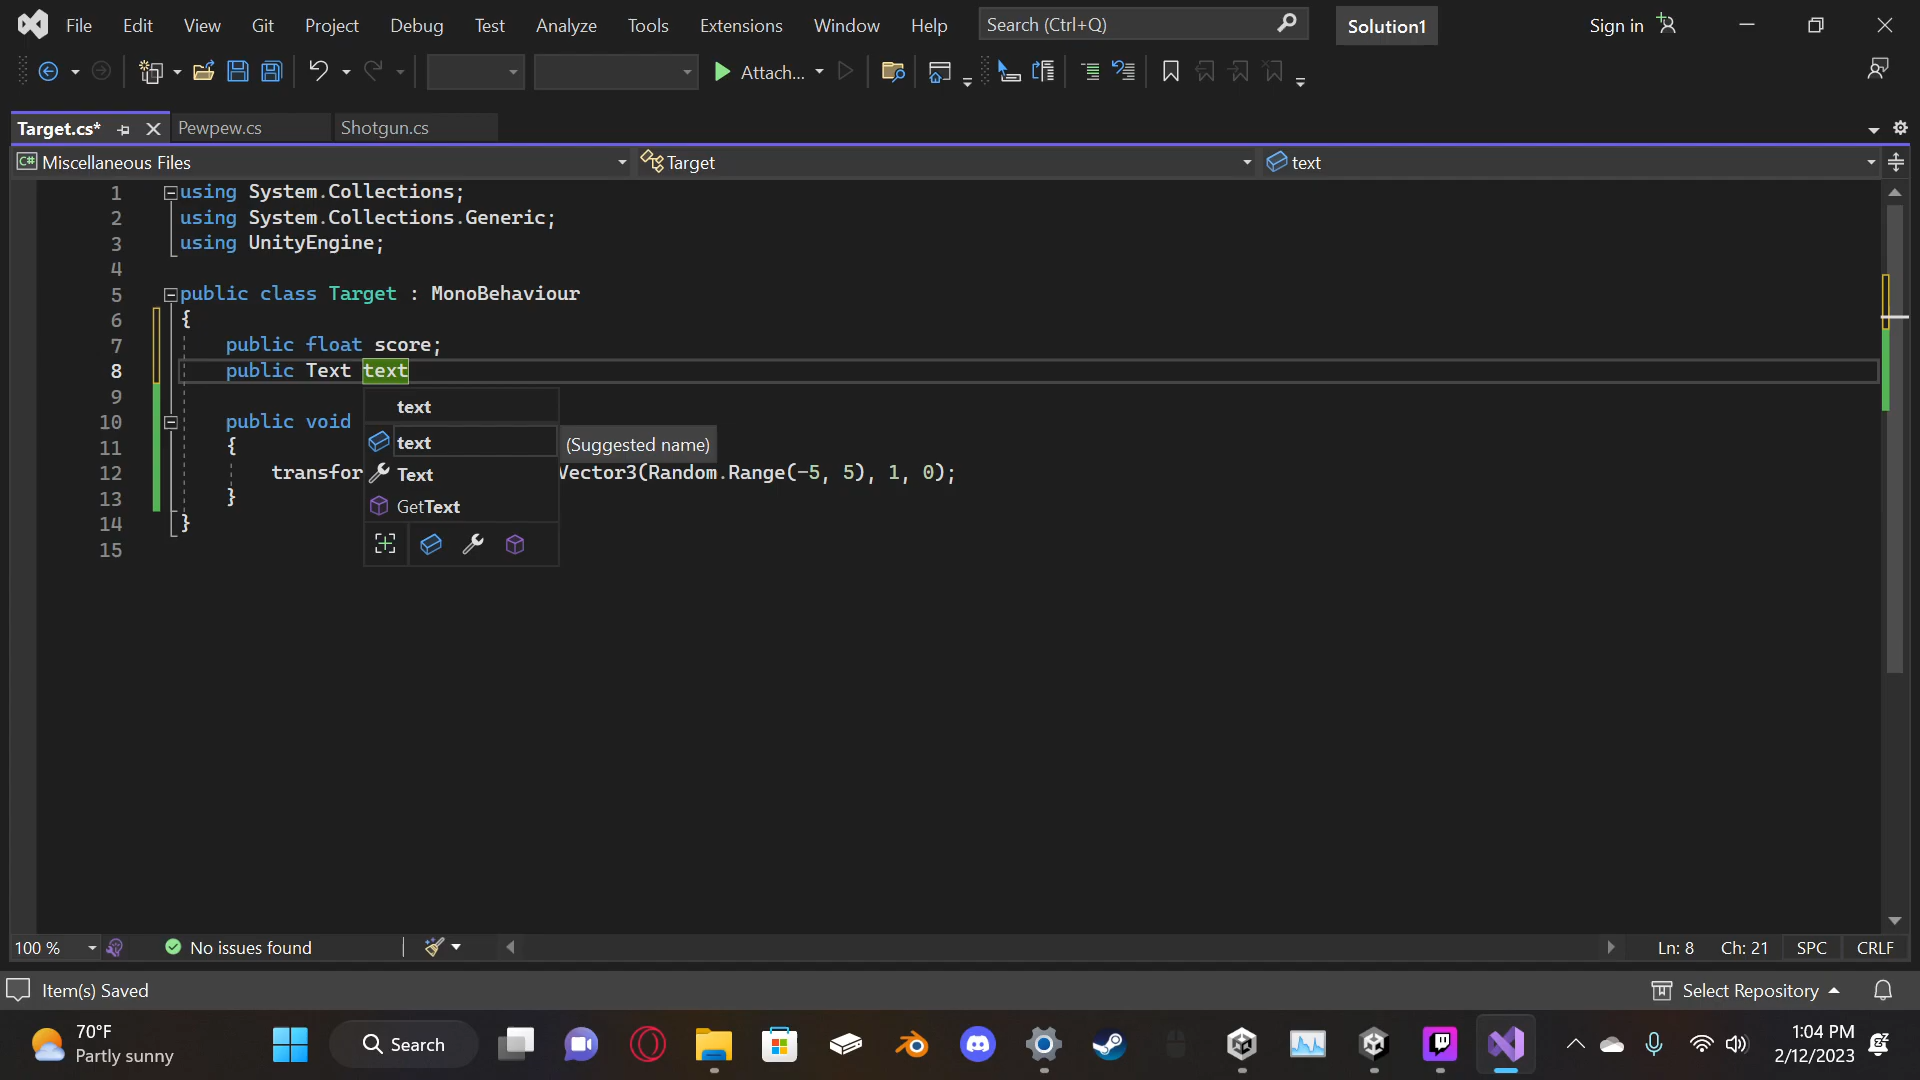 File Edit View Git Project Debug Test Analyze Tools Extensions Window Help Search (Ctrl+Q) Solution1 Sign in
Attach...
Target.cs* Pewpew.cs Shotgun.cs
C# Miscellaneous Files Target text
1 using System.Collections;
2 using System.Collections.Generic;
3 using UnityEngine;
4
5 public class Target : MonoBehaviour
6 {
7 public float score;
8 public Text text
9 text
10 public void
11 { text (Suggested name)
12 transfor Text Vector3(Random.Range(-5, 5), 1, 0);
13 } GetText
14 }
15
100 % No issues found Ln: 8 Ch: 21 SPC CRLF
Item(s) Saved Select Repository
70°F
Partly sunny
Search
1:04 PM
2/12/2023